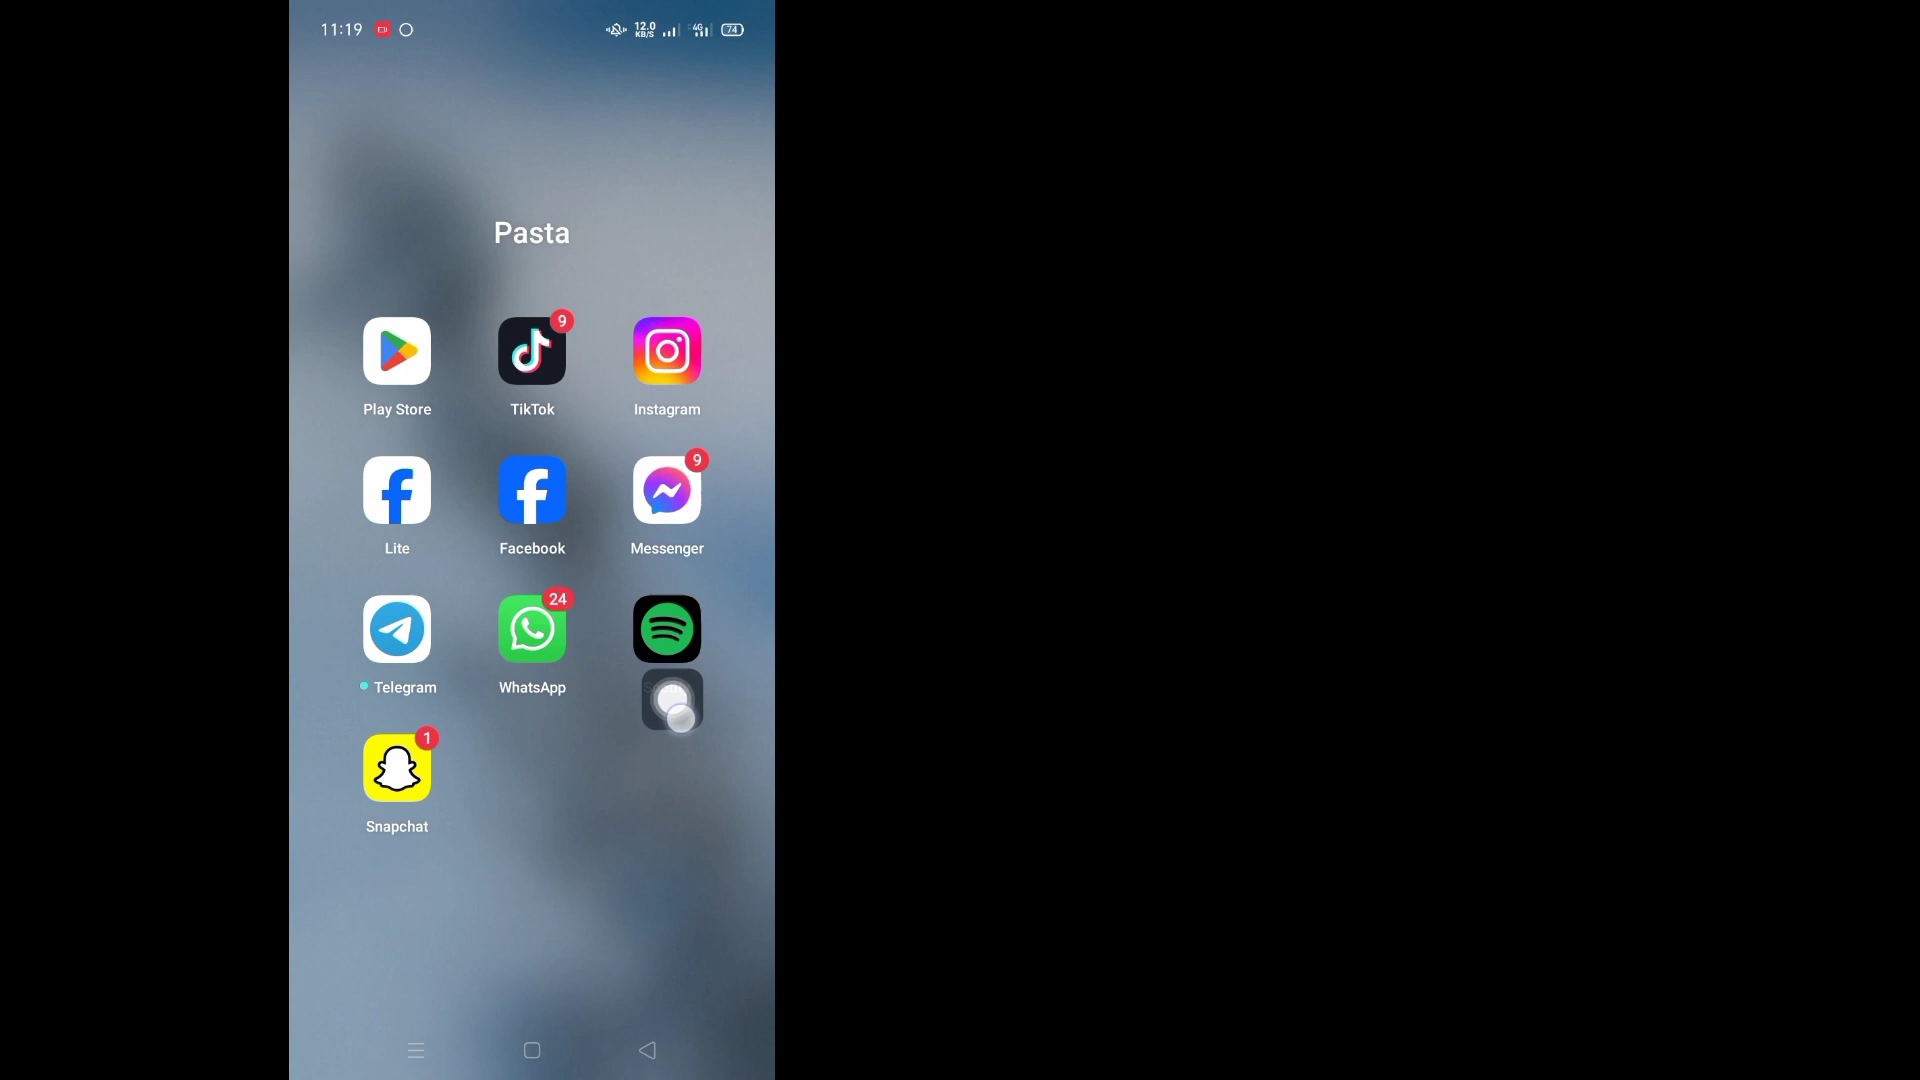 11:19
12.0
KB/S
4G
74
Pasta
9
Play Store
TikTok
Instagram
9
Lite
Facebook
Messenger
24
Telegram
WhatsApp
1
Snapchat